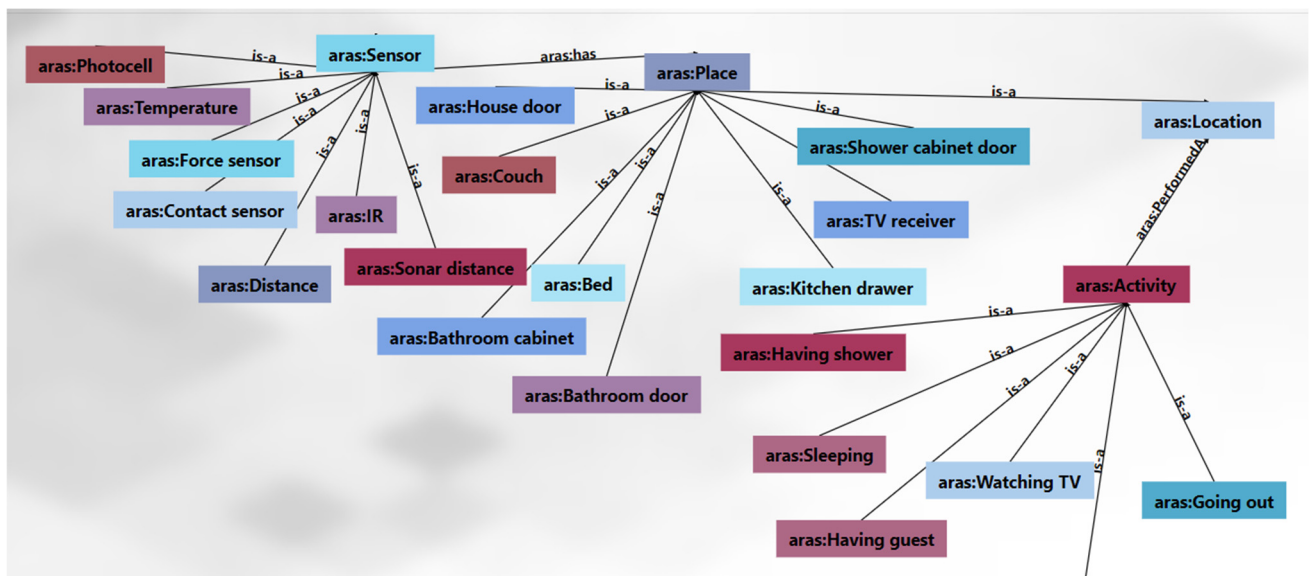 aras:Sensor
aras:Photocell
is-a
aras:has
aras:Place
is-a
aras:Temperature
is-a
aras:House door
is-a
is-a
aras:Location
is-a
is-a
is-a
is-a
aras:Shower cabinet door
aras:Force sensor
is-a
is-a
aras:Couch
is-a
is-a
is-a
is-a
is-a
aras:PerformedA
aras:Contact sensor
aras:IR
aras:TV receiver
aras:Sonar distance
aras:Distance
aras:Bed
aras:Kitchen drawer
aras:Activity
aras:Bathroom cabinet
is-a
aras:Having shower
is-a
is-a
is-a
aras:Bathroom door
is-a
aras:Sleeping
is-a
aras:Watching TV
aras:Going out
aras:Having guest